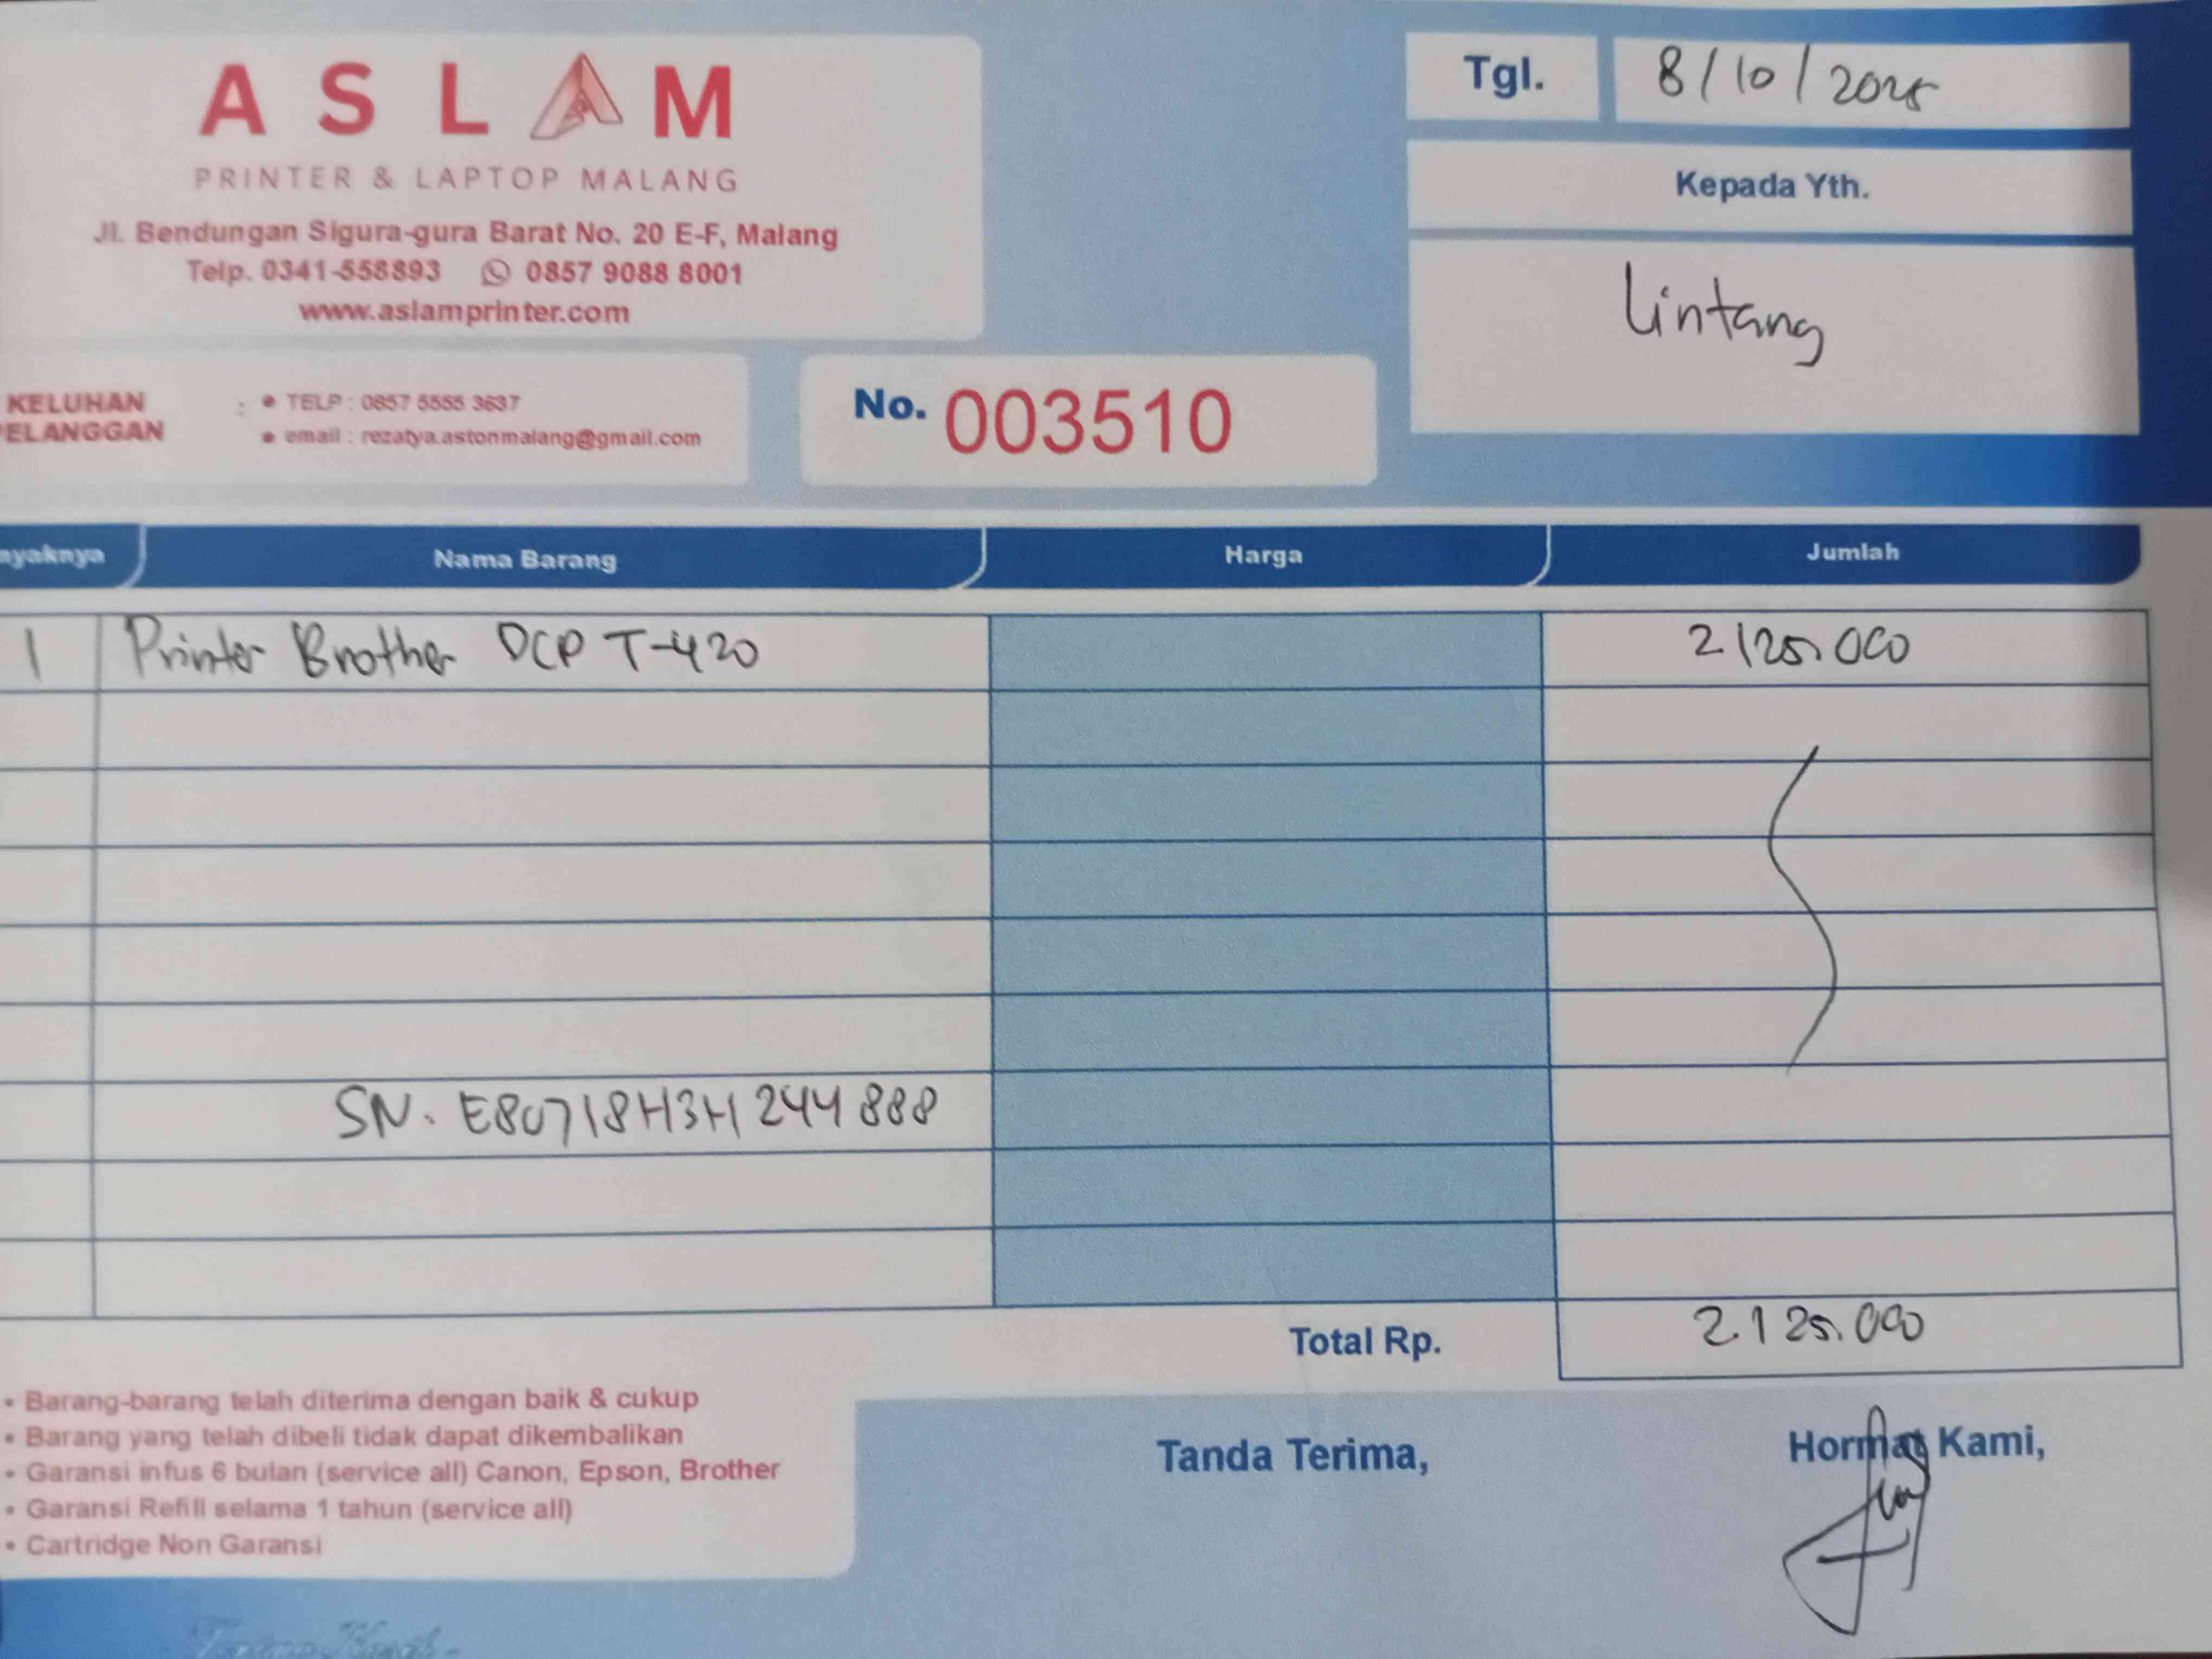 ASLAM
PRINTER & LAPTOP MALANG
Jl. Bendungan Sigura-gura Barat No. 20 E-F, Malang
Telp. 0341-558893 0857 9088 8001
www.aslamprinter.com
Tgl. 8/10/2025
Kepada Yth.
Lintang
KELUHAN : • TELP : 0857 5555 3637
PELANGGAN • email : rezatya.astonmalang@gmail.com
No. 003510
nyaknya Nama Barang Harga Jumlah
1 Printer Brother DCP T-420 2125.000
SN. E80718H3H244888
Total Rp. 2.125.000
• Barang-barang telah diterima dengan baik & cukup
• Barang yang telah dibeli tidak dapat dikembalikan
• Garansi infus 6 bulan (service all) Canon, Epson, Brother
• Garansi Refill selama 1 tahun (service all)
• Cartridge Non Garansi
Tanda Terima,
Hormat Kami,
Terima Kasih